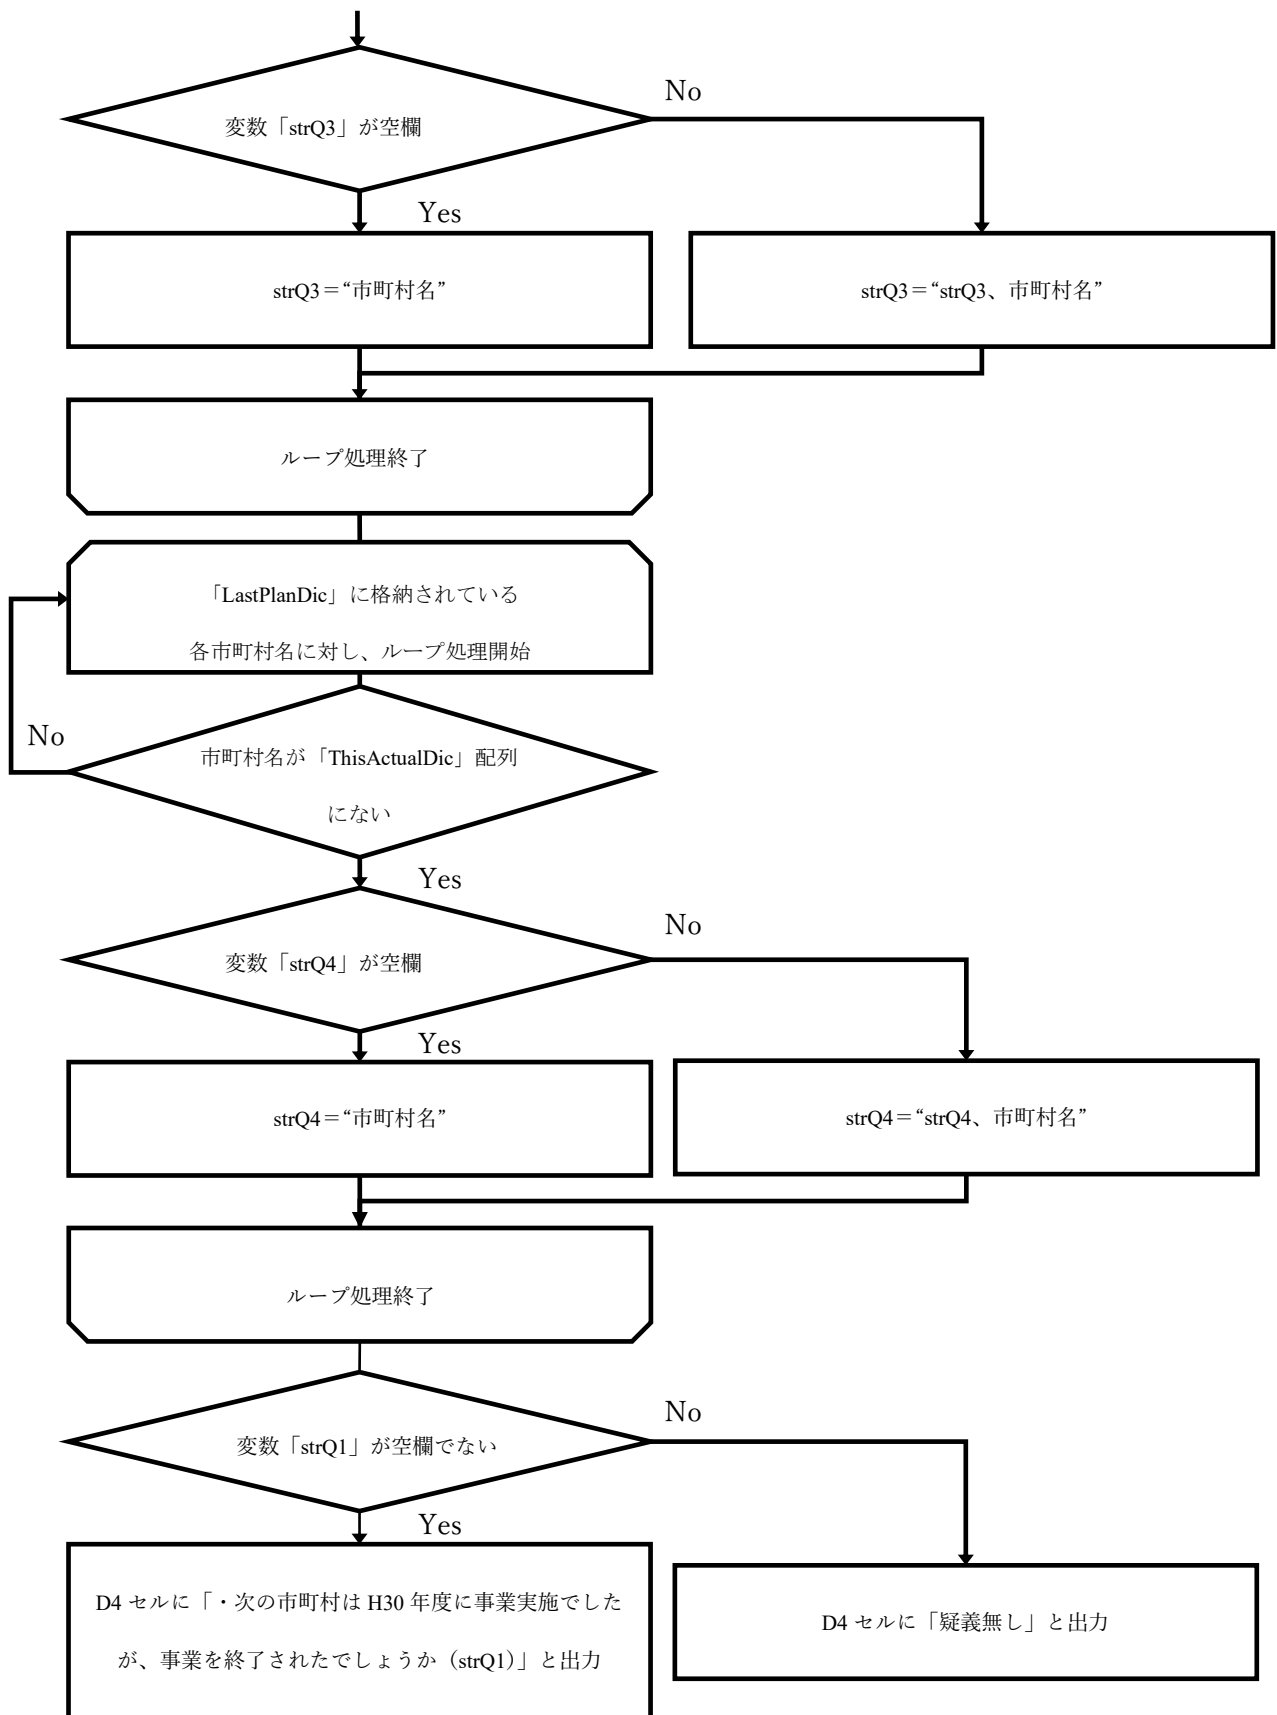 変数「strQ3」が空欄
No
Yes
strQ3＝“市町村名”
strQ3＝“strQ3、市町村名”
ループ処理終了
「LastPlanDic」に格納されている
各市町村名に対し、ループ処理開始
No
市町村名が「ThisActualDic」配列
にない
Yes
変数「strQ4」が空欄
No
Yes
strQ4＝“市町村名”
strQ4＝“strQ4、市町村名”
ループ処理終了
変数「strQ1」が空欄でない
No
Yes
D4 セルに「・次の市町村は H30 年度に事業実施でした
が、事業を終了されたでしょうか（strQ1）」と出力
D4 セルに「疑義無し」と出力